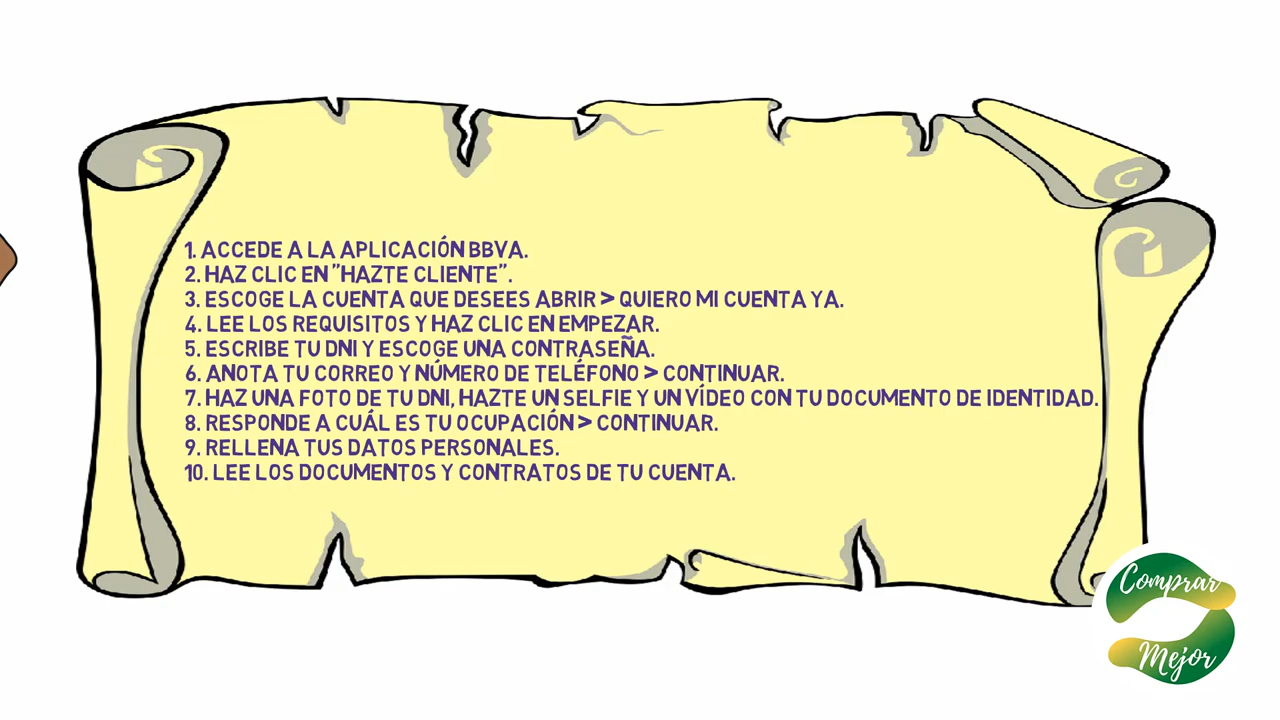 1. ACCEDE A LA APLICACIÓN BBVA.
2. HAZ CLIC EN "HAZTE CLIENTE".
3. ESCOGE LA CUENTA QUE DESEES ABRIR > QUIERO MI CUENTA YA.
4. LEE LOS REQUISITOS Y HAZ CLIC EN EMPEZAR.
5. ESCRIBE TU DNI Y ESCOGE UNA CONTRASEÑA.
6. ANOTA TU CORREO Y NÚMERO DE TELÉFONO > CONTINUAR.
7. HAZ UNA FOTO DE TU DNI, HAZTE UN SELFIE Y UN VÍDEO CON TU DOCUMENTO DE IDENTIDAD.
8. RESPONDE A CUÁL ES TU OCUPACIÓN > CONTINUAR.
9. RELLENA TUS DATOS PERSONALES.
10. LEE LOS DOCUMENTOS Y CONTRATOS DE TU CUENTA.
Comprar
Mejor